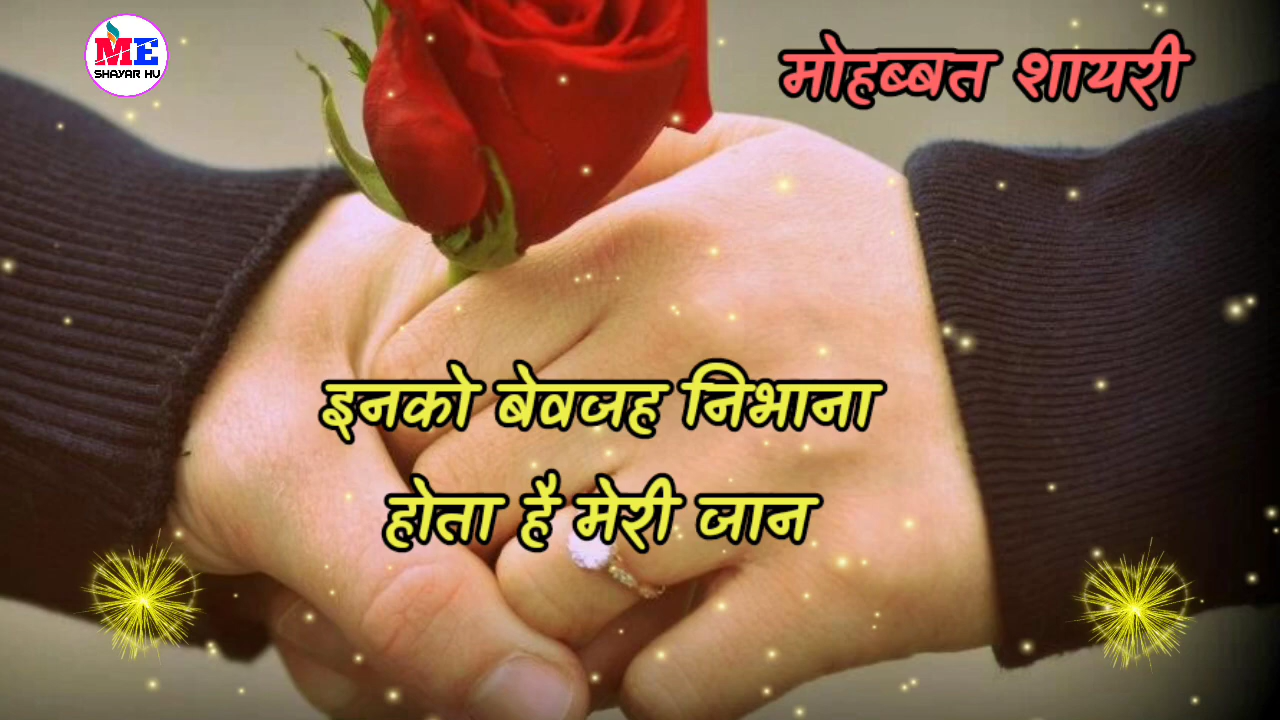 ME
SHAYAR HU
मोहब्बत शायरी
इनको बेवजह निभाना
होता है मेरी जान